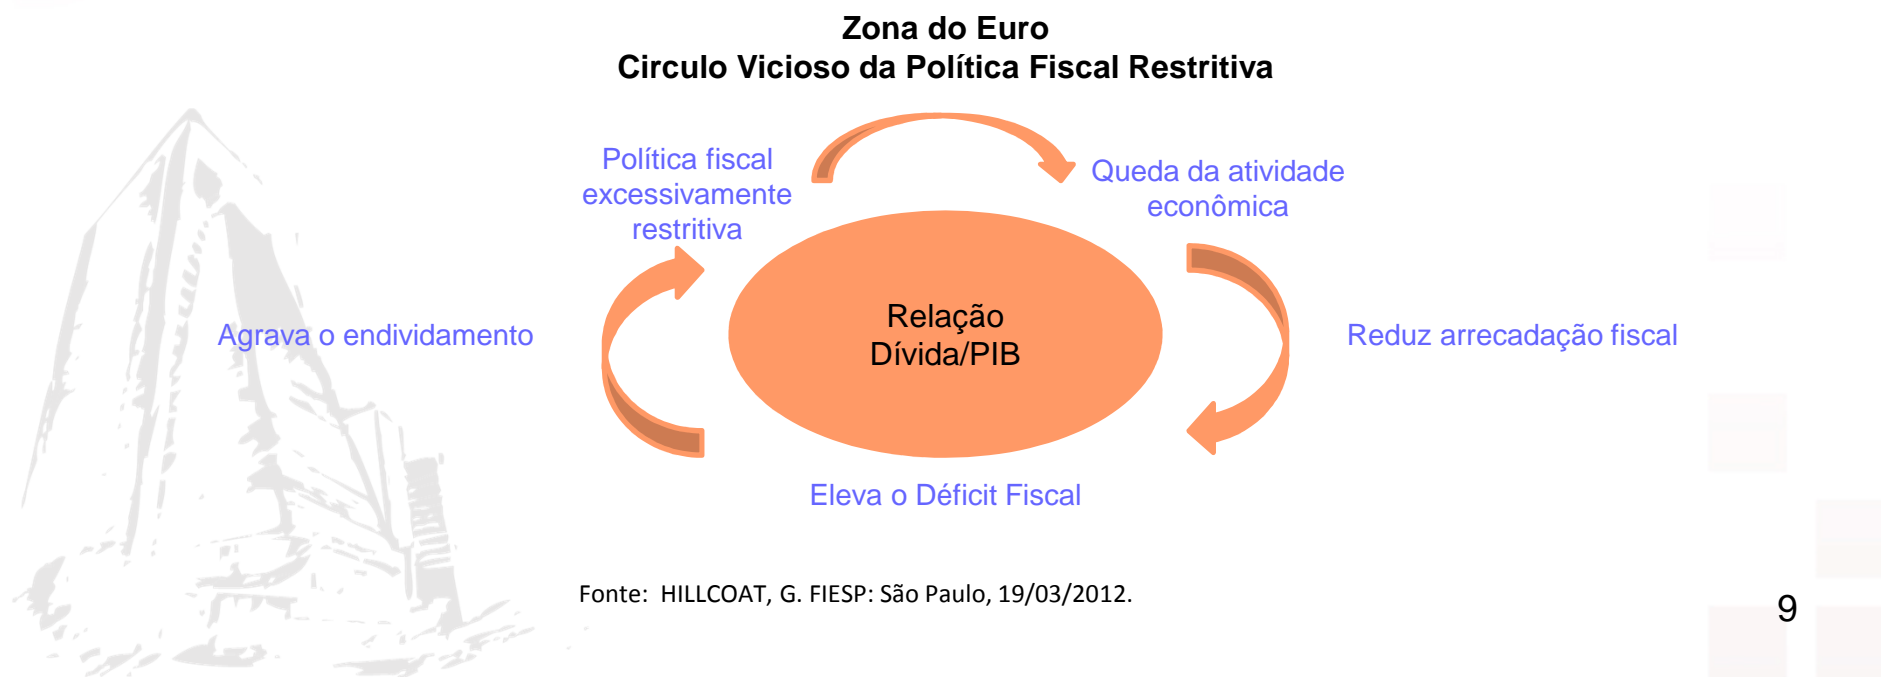 Zona do Euro
Circulo Vicioso da Política Fiscal Restritiva
Política fiscal
excessivamente
restritiva
Queda da atividade
econômica
Relação
Dívida/PIB
Agrava o endividamento
Reduz arrecadação fiscal
Eleva o Déficit Fiscal
Fonte: HILLCOAT, G. FIESP: São Paulo, 19/03/2012.
9